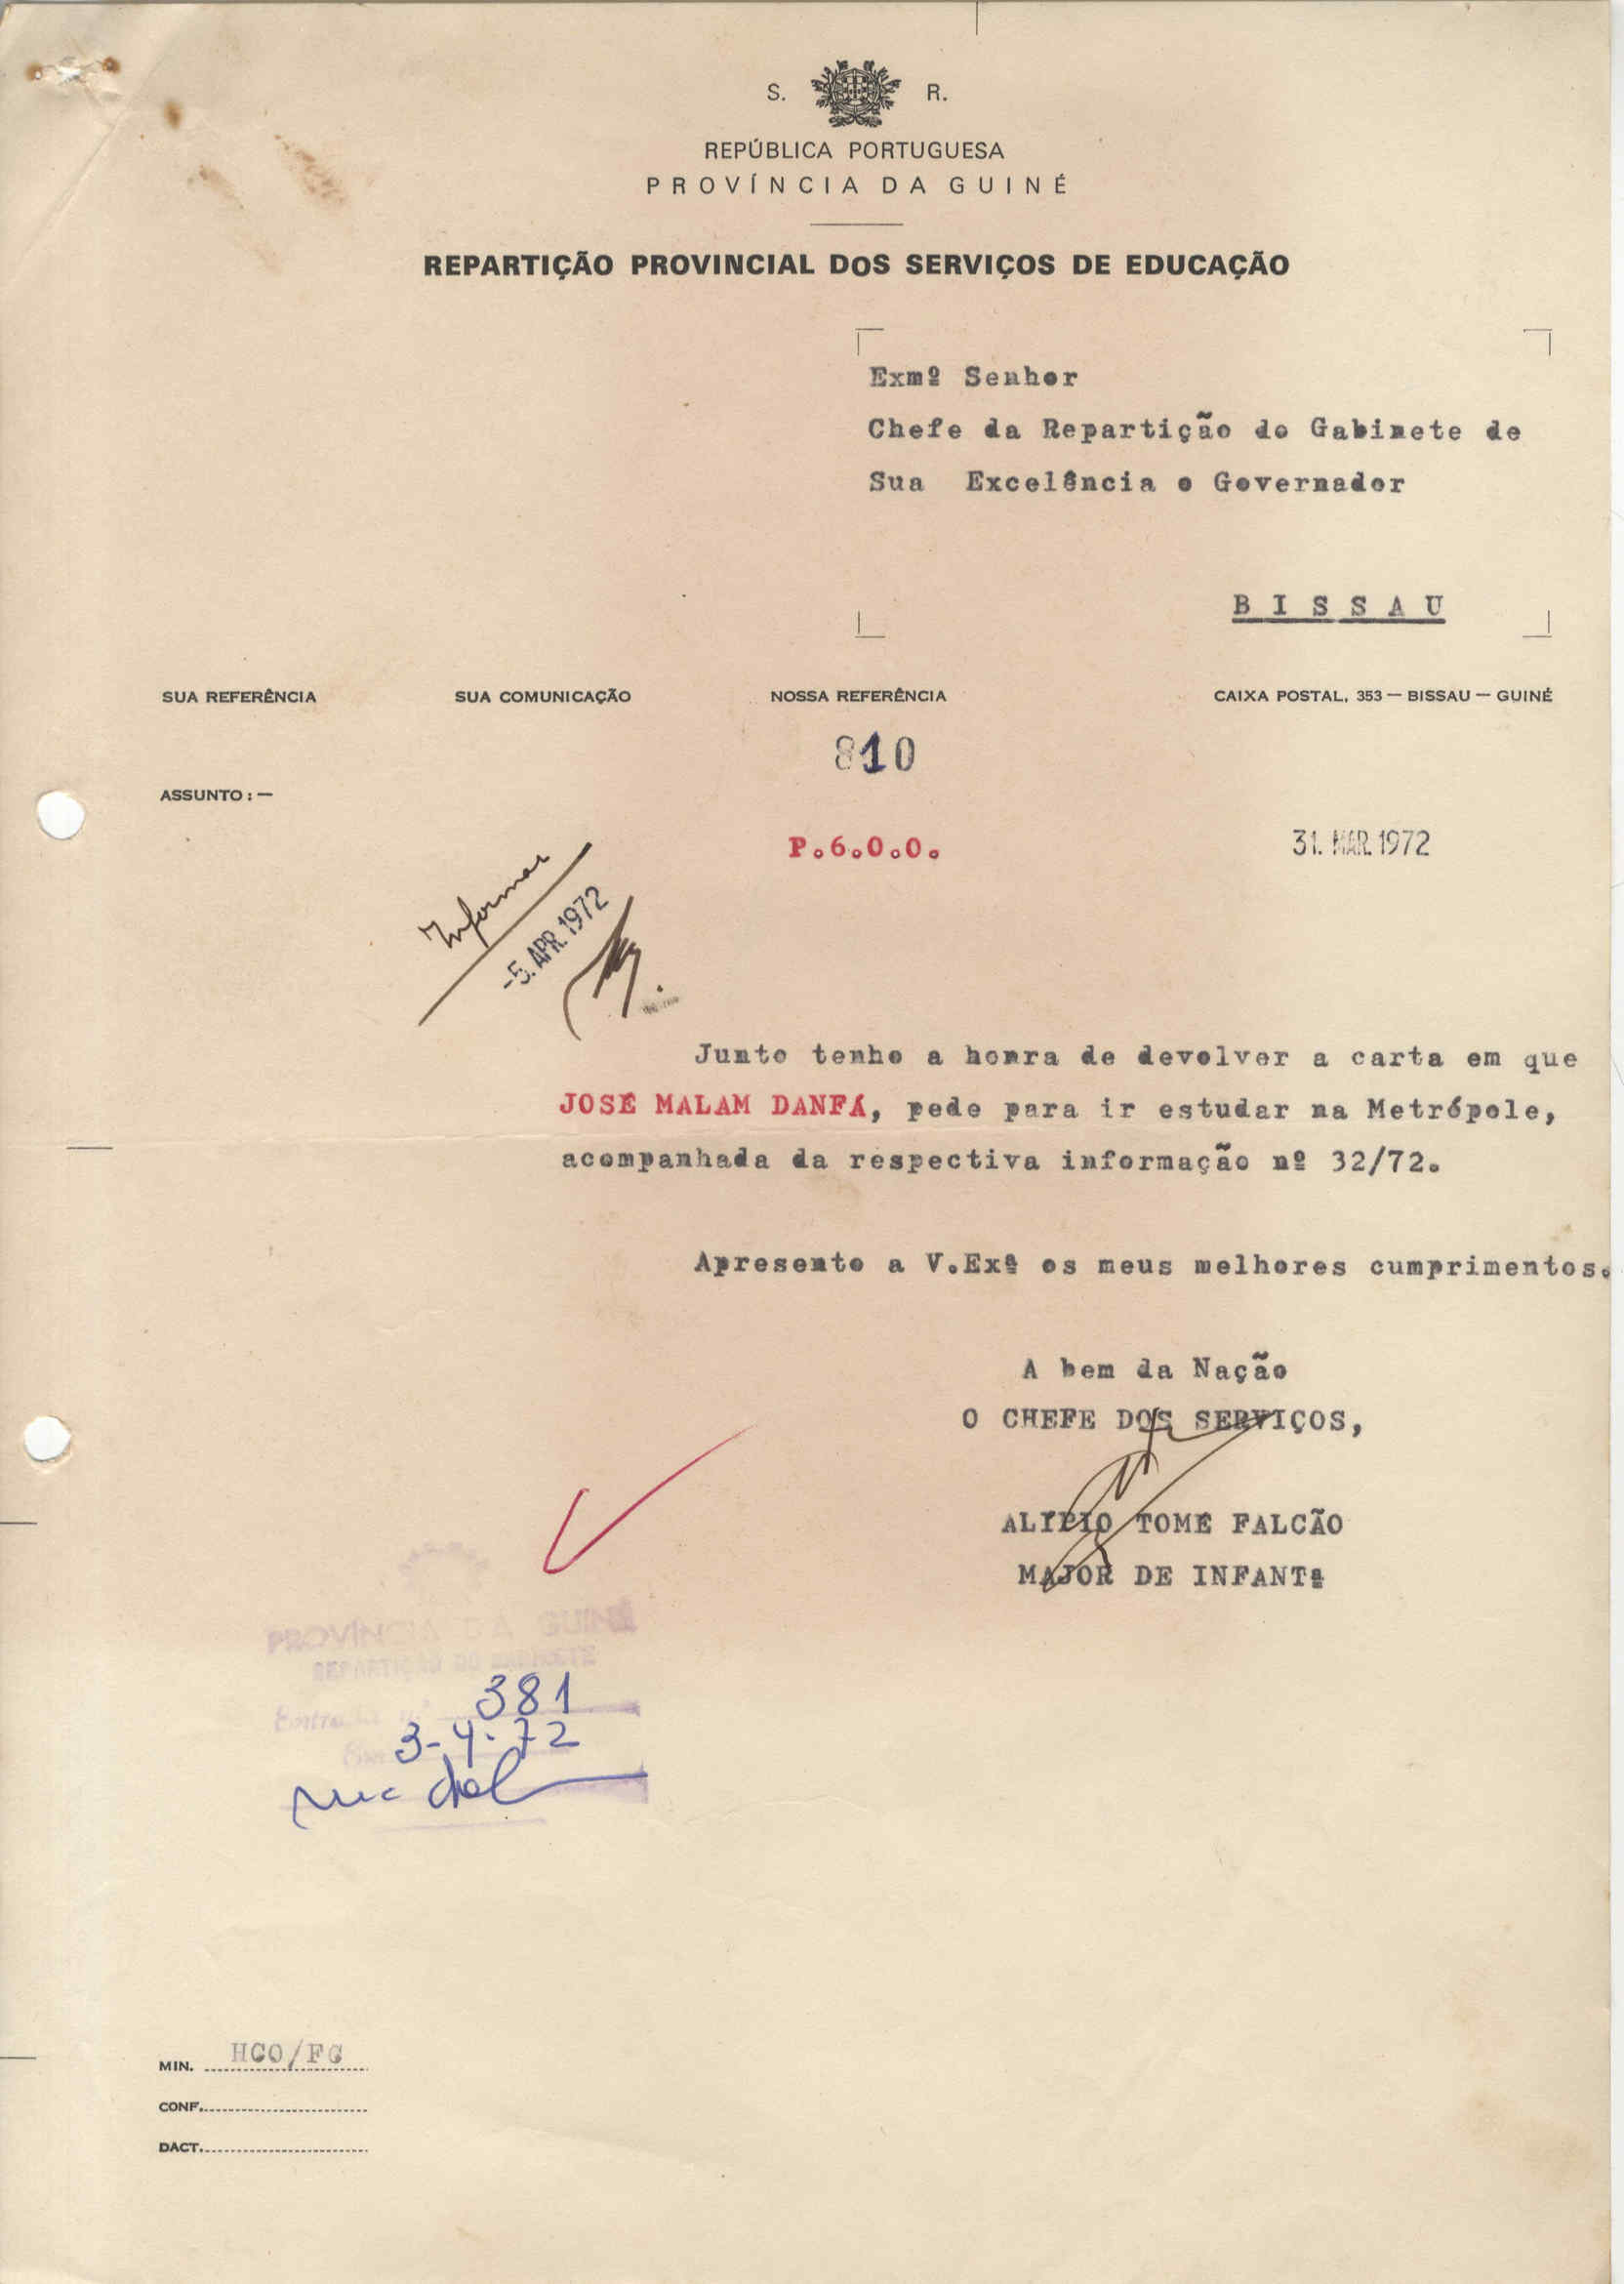 S. R.
REPÚBLICA PORTUGUESA
PROVÍNCIA DA GUINÉ
REPARTIÇÃO PROVINCIAL DOS SERVIÇOS DE EDUCAÇÃO
Exmº Senhor
Chefe da Repartição do Gabinete de
Sua Excelência o Governador
BISSAU
SUA REFERÊNCIA SUA COMUNICAÇÃO NOSSA REFERÊNCIA CAIXA POSTAL, 353 — BISSAU — GUINÉ
810
ASSUNTO: —
P.6.0.0. 31. MAR. 1972
Informar
-5. APR. 1972
Junto tenho a honra de devolver a carta em que
JOSÉ MALAM DANFÁ, pede para ir estudar na Metrópole,
acompanhada da respectiva informação nº 32/72.
Apresento a V.Exª os meus melhores cumprimentos.
A bem da Nação
O CHEFE DOS SERVIÇOS,
ALÍPIO TOMÉ FALCÃO
MAJOR DE INFANTª
PROVÍNCIA DA GUINÉ
REPARTIÇÃO DO GABINETE
Entrada n.º 381
3-4-72
MIN. HCO/FG
CONF.
DACT.